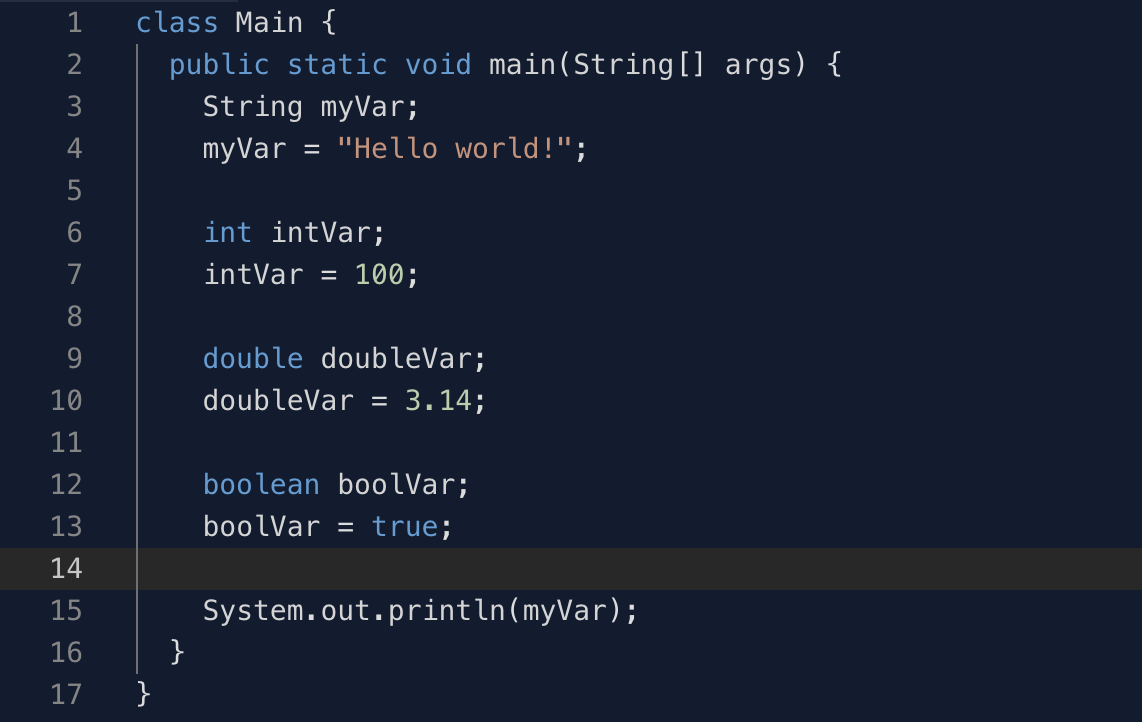 1 class Main {
2   public static void main(String[] args) {
3     String myVar;
4     myVar = "Hello world!";
5
6     int intVar;
7     intVar = 100;
8
9     double doubleVar;
10     doubleVar = 3.14;
11
12     boolean boolVar;
13     boolVar = true;
14
15     System.out.println(myVar);
16   }
17 }